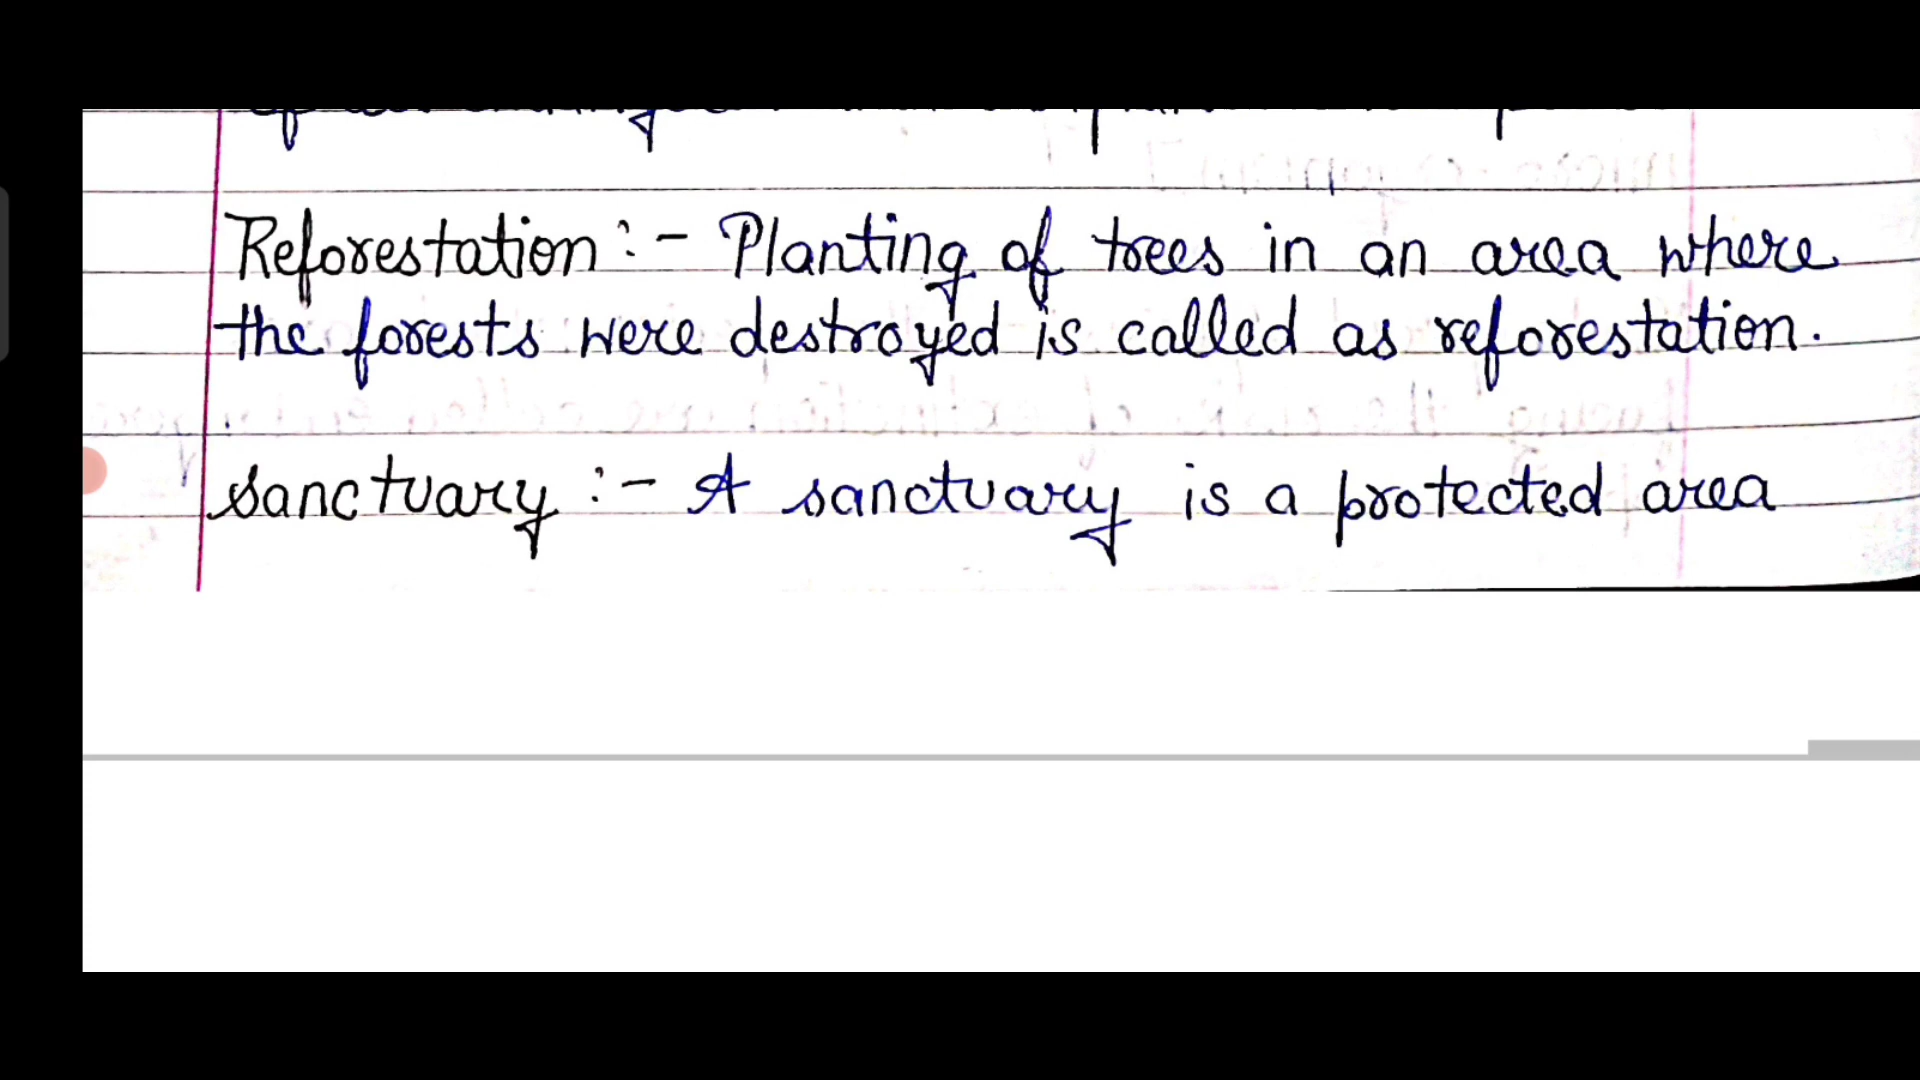 Reforestation :- Planting of trees in an area where
the forests were destroyed is called as reforestation.
Sanctuary :- A sanctuary is a protected area